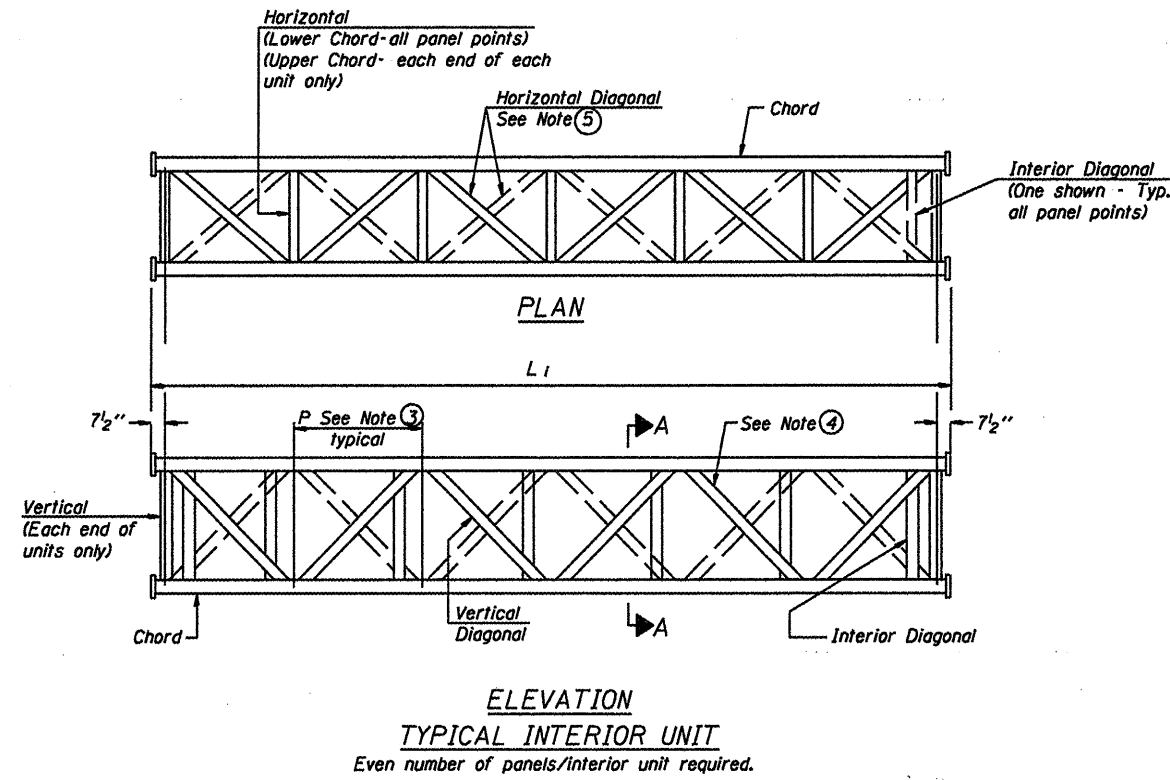 Horizontal
(Lower Chord-all panel points)
(Upper Chord- each end of each
unit only)
Horizontal Diagonal
See Note 5
Chord
Interior Diagonal
(One shown - Typ.
all panel points)
PLAN
L1
7½"
P See Note 3
typical
A
See Note 4
7½"
Vertical
(Each end of
units only)
Chord
Vertical
Diagonal
A
Interior Diagonal
ELEVATION
TYPICAL INTERIOR UNIT
Even number of panels/interior unit required.